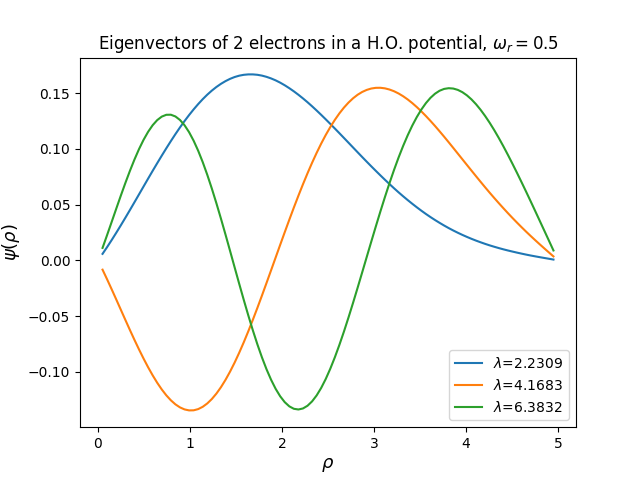 Eigenvectors of 2 electrons in a H.O. potential, ωᵣ = 0.5
ψ(ρ)
0.15
0.10
0.05
0.00
−0.05
−0.10
0 1 2 3 4 5
ρ
λ=2.2309
λ=4.1683
λ=6.3832